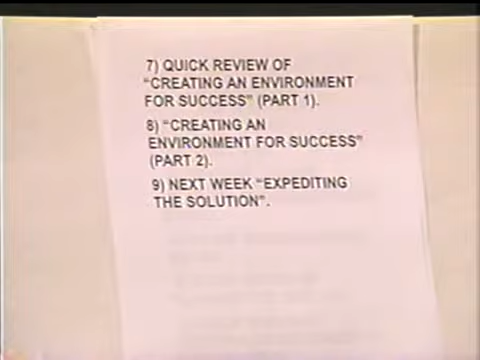 7) QUICK REVIEW OF
“CREATING AN ENVIRONMENT
FOR SUCCESS” (PART 1).
8) “CREATING AN
ENVIRONMENT FOR SUCCESS”
(PART 2).
9) NEXT WEEK “EXPEDITING
THE SOLUTION”.